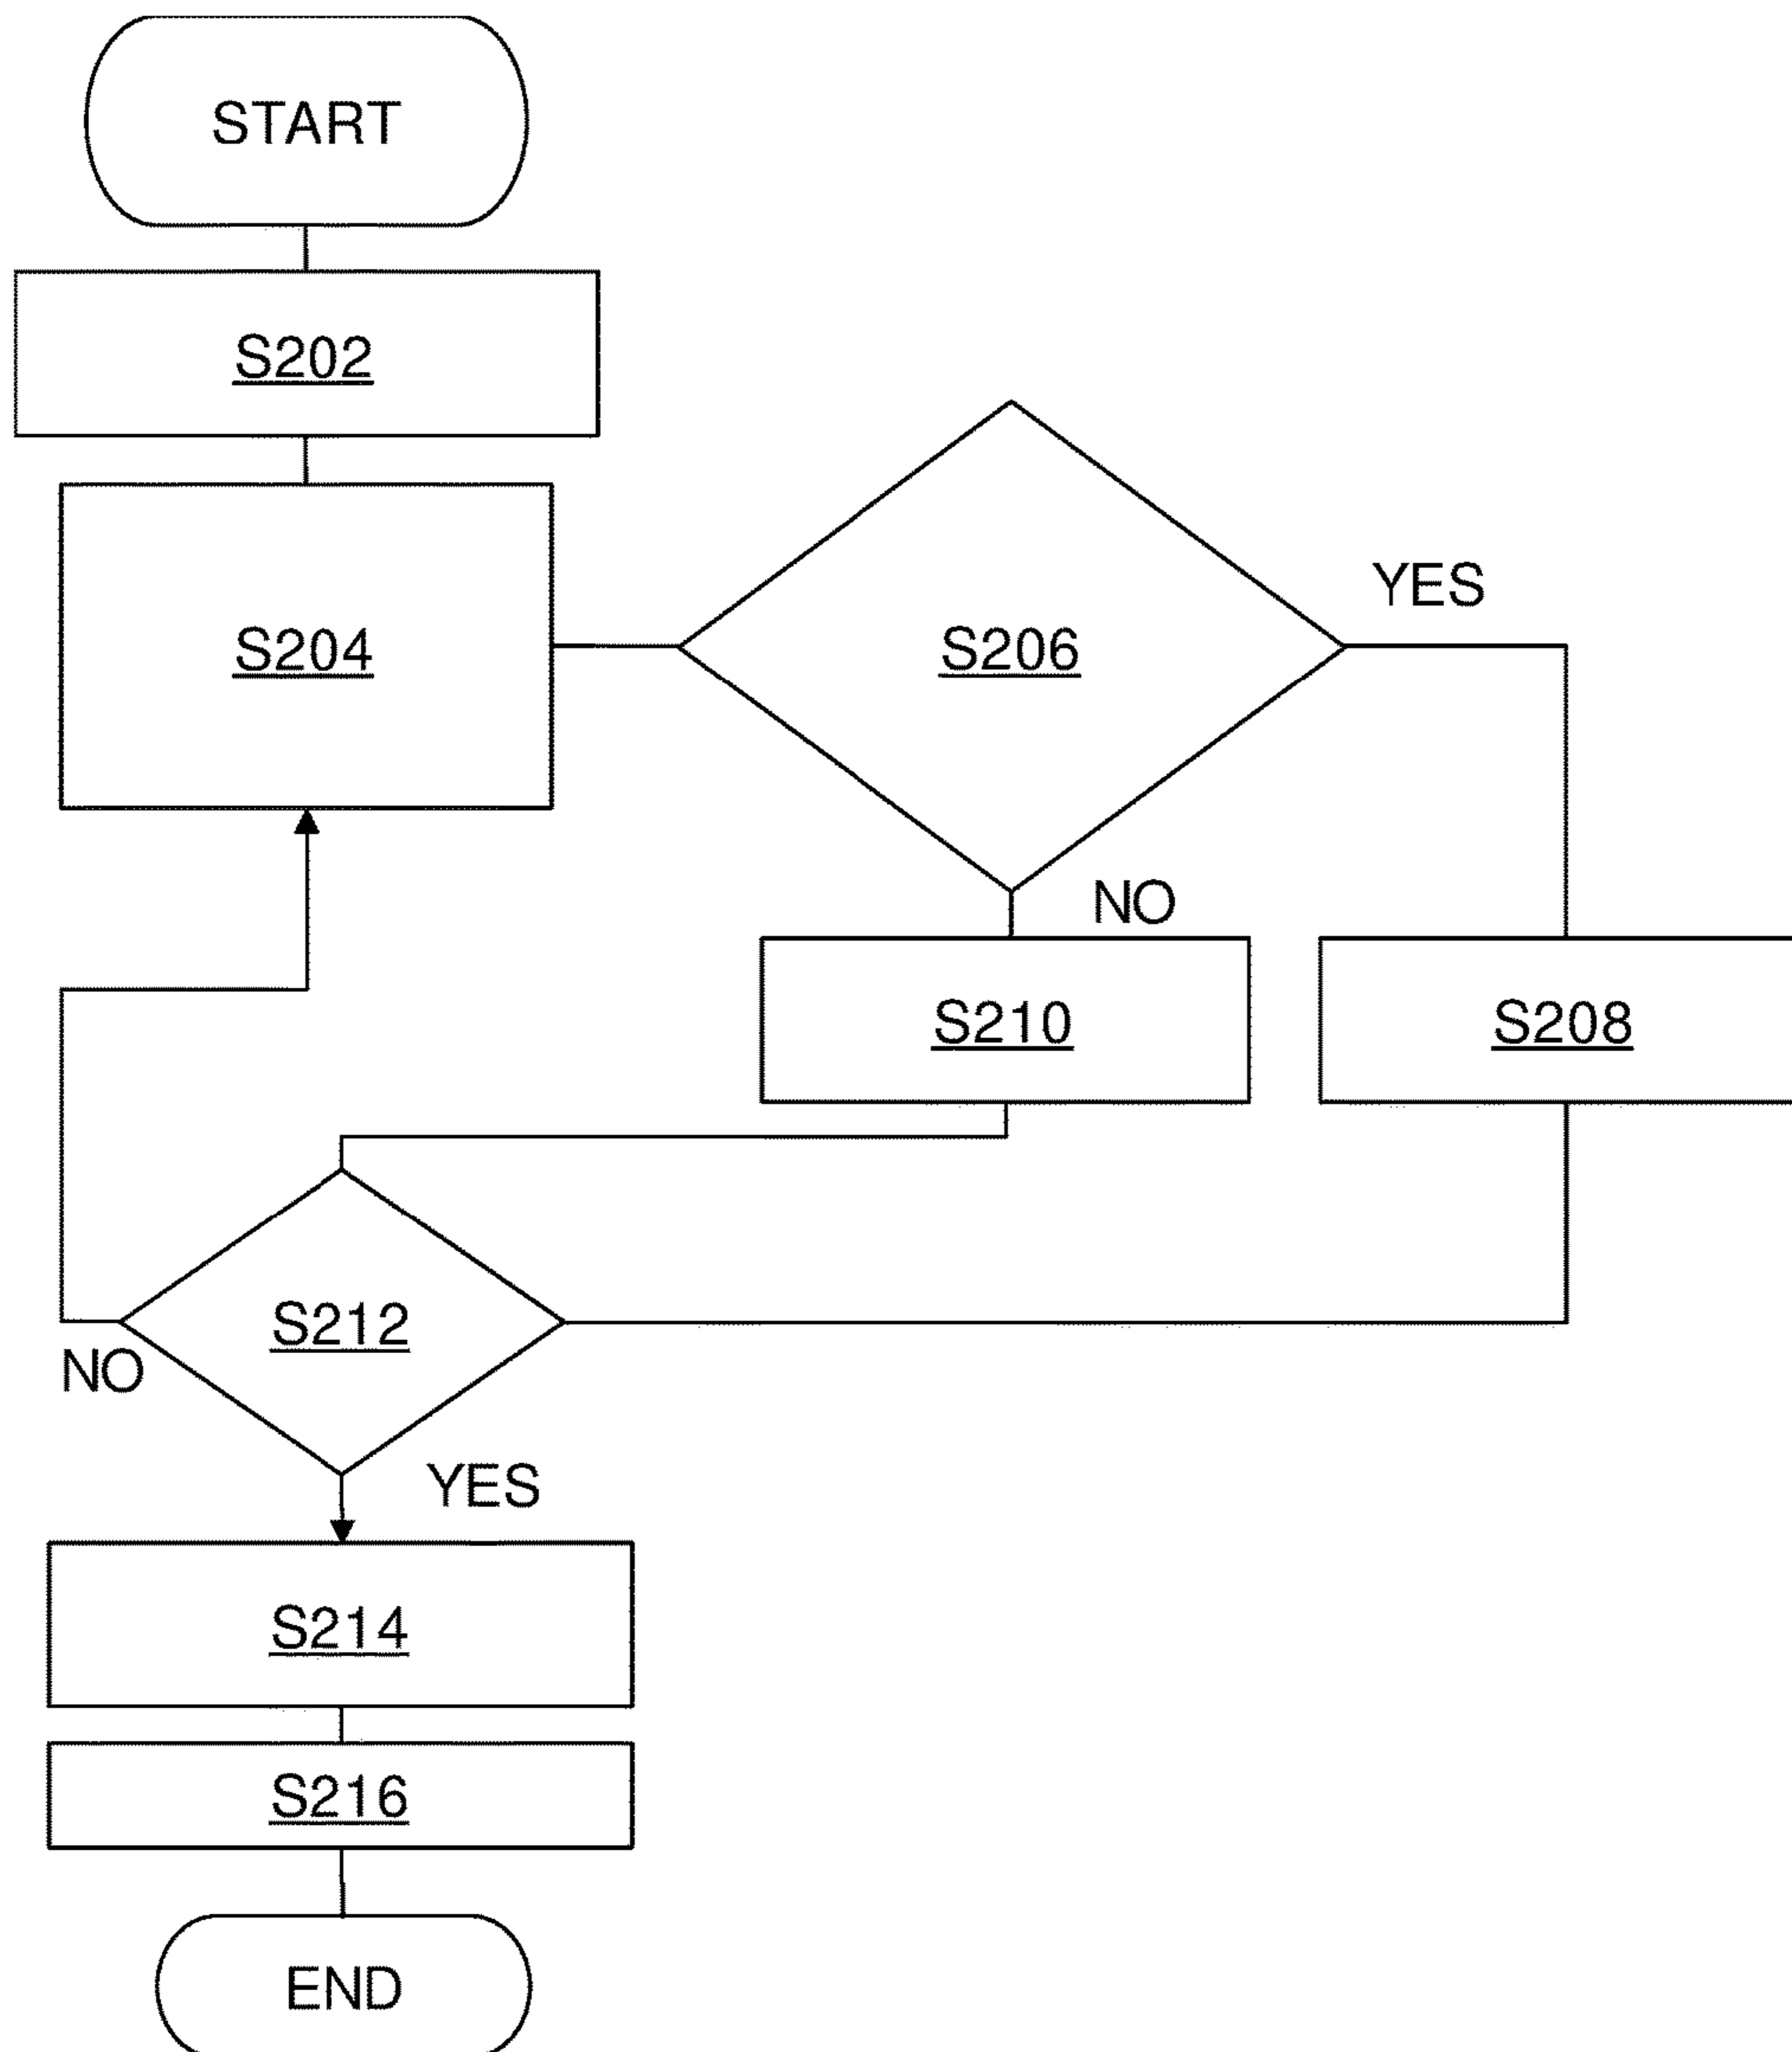 START
S202
S204
S206
YES
NO
S210
S208
S212
NO
YES
S214
S216
END